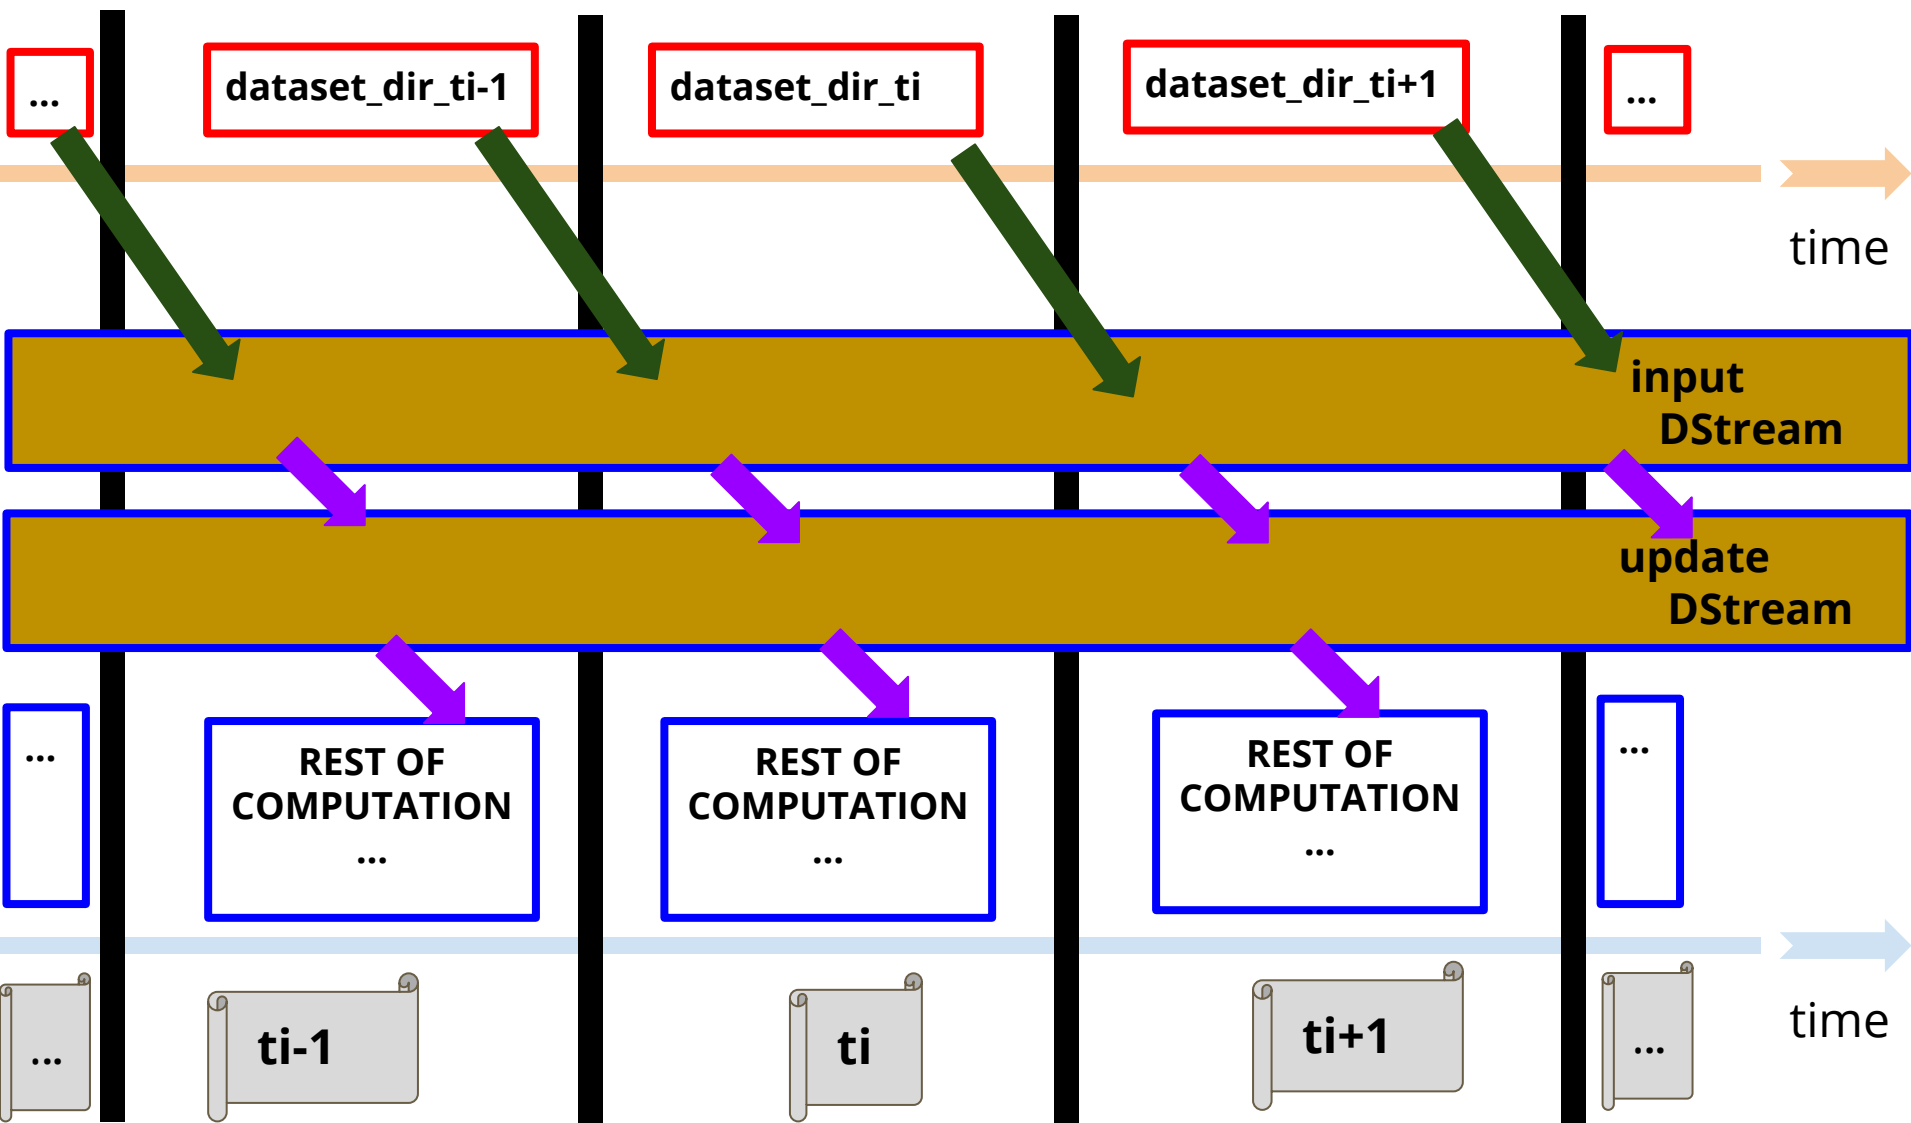 ...
dataset_dir_ti-1
dataset_dir_ti
dataset_dir_ti+1
...
time
input
DStream
update
DStream
...
REST OF
COMPUTATION
...
REST OF
COMPUTATION
...
REST OF
COMPUTATION
...
...
...
ti-1
ti
ti+1
...
time